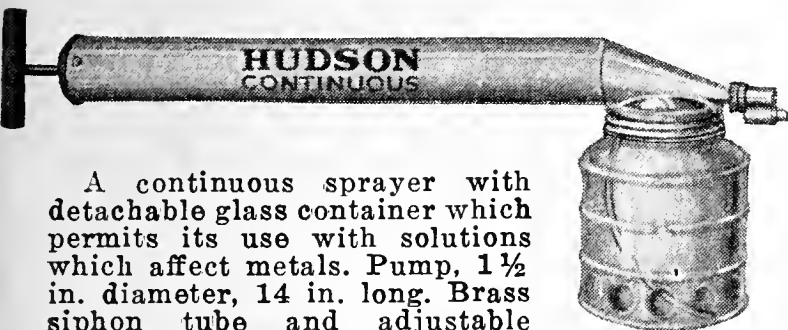 HUDSON
CONTINUOUS
A continuous sprayer with
detachable glass container which
permits its use with solutions
which affect metals. Pump, 1½
in. diameter, 14 in. long. Brass
siphon tube and adjustable